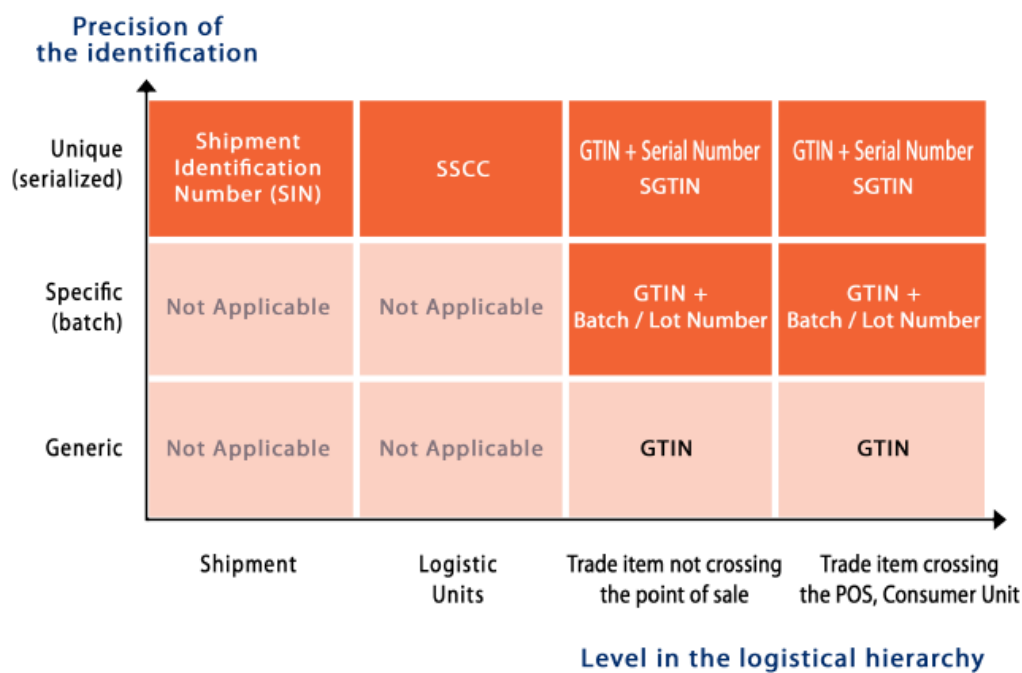 Precision of
the identification
Unique
(serialized)
Shipment
Identification
Number (SIN)
SSCC
GTIN + Serial Number
SGTIN
GTIN + Serial Number
SGTIN
Specific
(batch)
Not Applicable
Not Applicable
GTIN +
Batch / Lot Number
GTIN +
Batch / Lot Number
Generic
Not Applicable
Not Applicable
GTIN
GTIN
Shipment
Logistic
Units
Trade item not crossing
the point of sale
Trade item crossing
the POS, Consumer Unit
Level in the logistical hierarchy